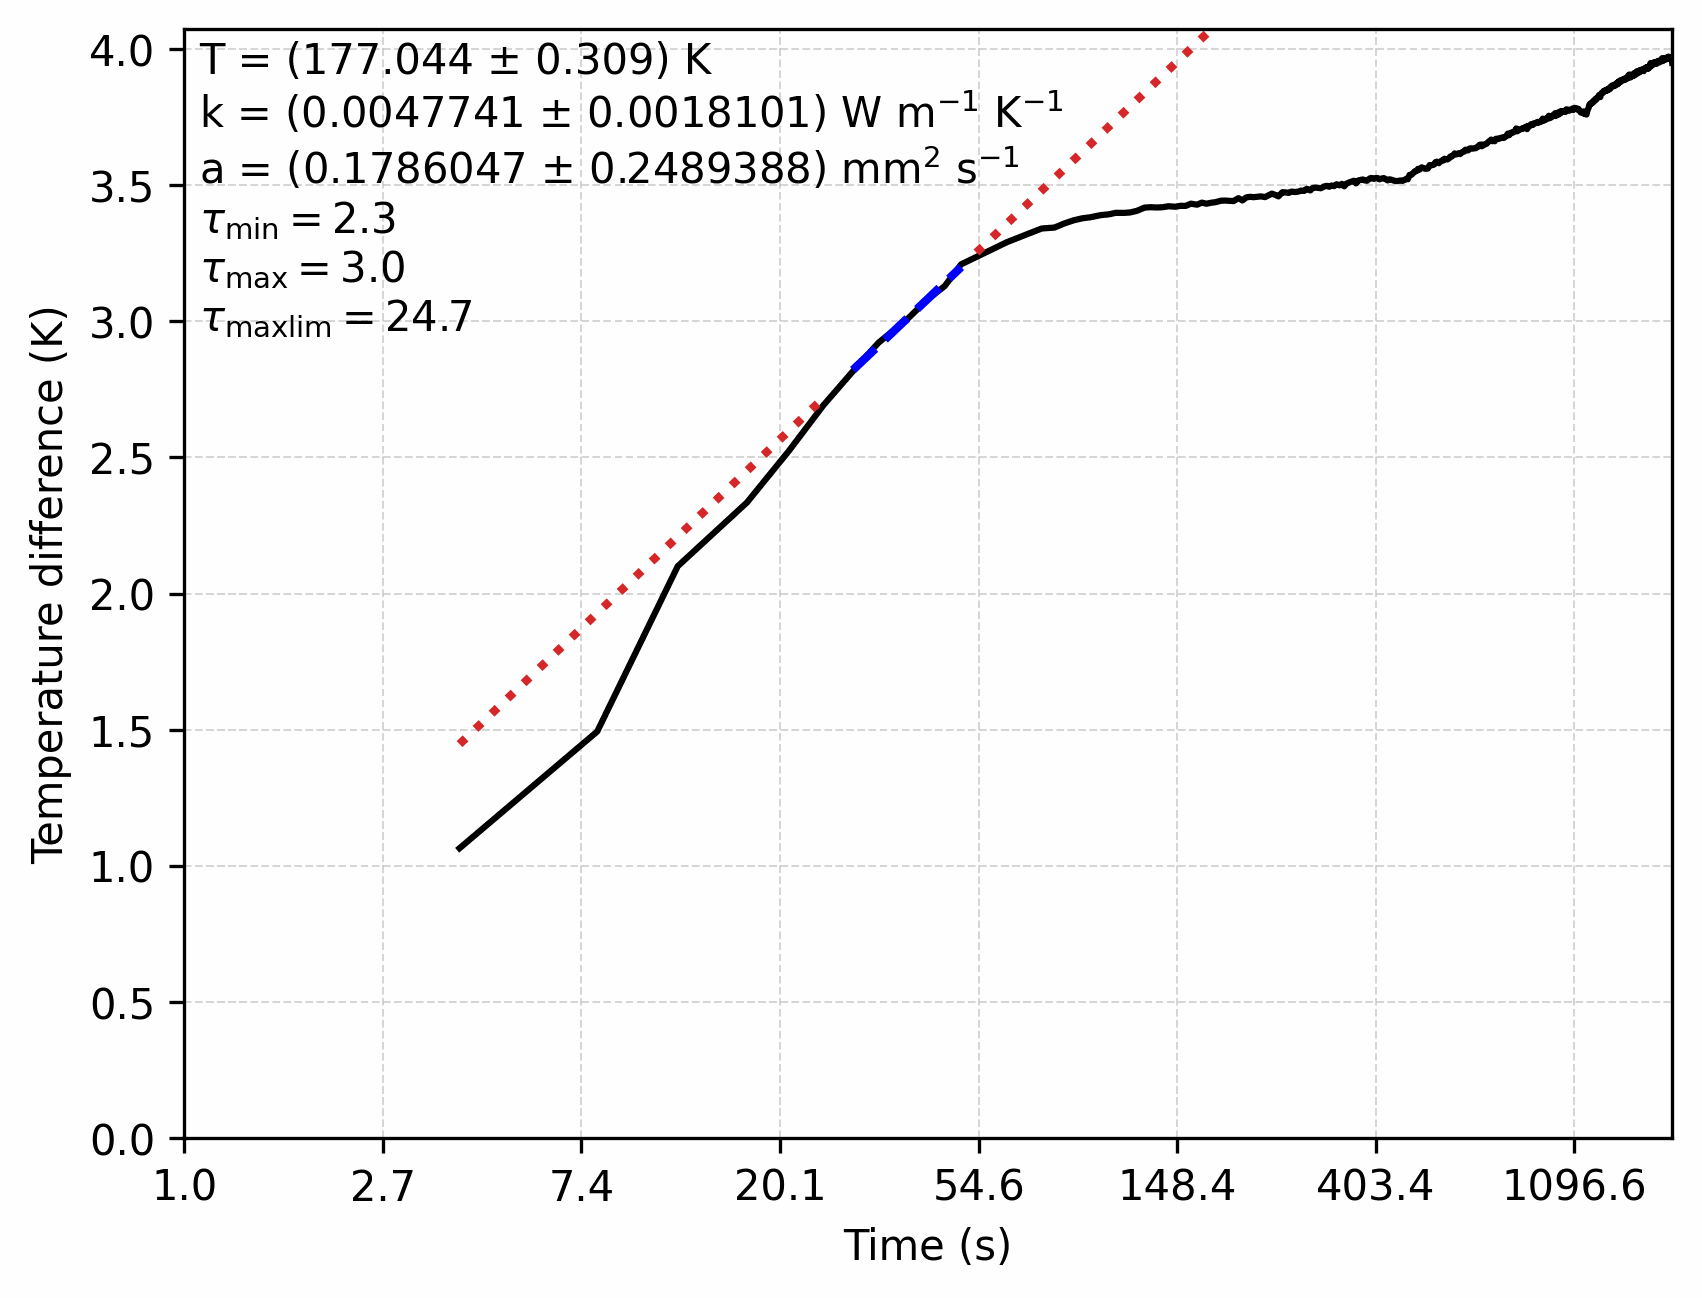 T = (177.044 ± 0.309) K
k = (0.0047741 ± 0.0018101) W m⁻¹ K⁻¹
a = (0.1786047 ± 0.2489388) mm² s⁻¹
τ_min = 2.3
τ_max = 3.0
τ_maxlim = 24.7
Temperature difference (K)
4.0
3.5
3.0
2.5
2.0
1.5
1.0
0.5
0.0
1.0 2.7 7.4 20.1 54.6 148.4 403.4 1096.6
Time (s)